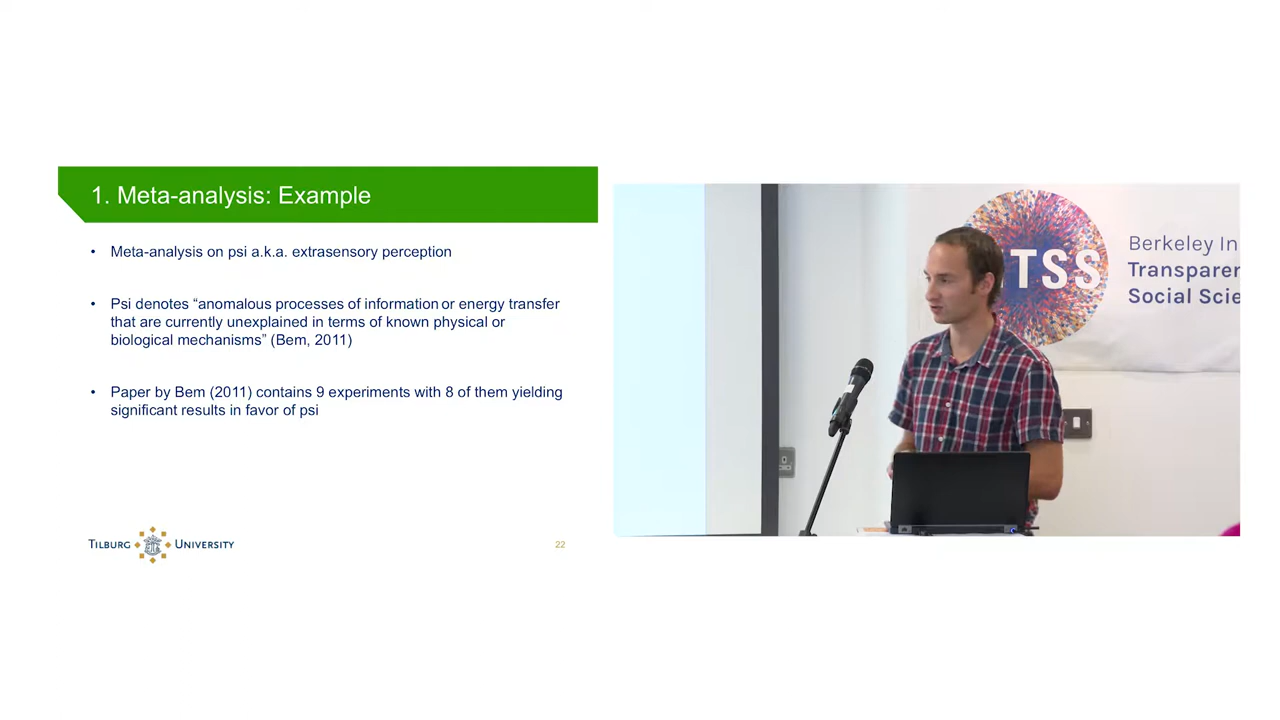 1. Meta-analysis: Example
• Meta-analysis on psi a.k.a. extrasensory perception
• Psi denotes “anomalous processes of information or energy transfer
that are currently unexplained in terms of known physical or
biological mechanisms” (Bem, 2011)
• Paper by Bem (2011) contains 9 experiments with 8 of them yielding
significant results in favor of psi
TILBURG UNIVERSITY
22
ITSS
Berkeley In
Transparen
Social Scie